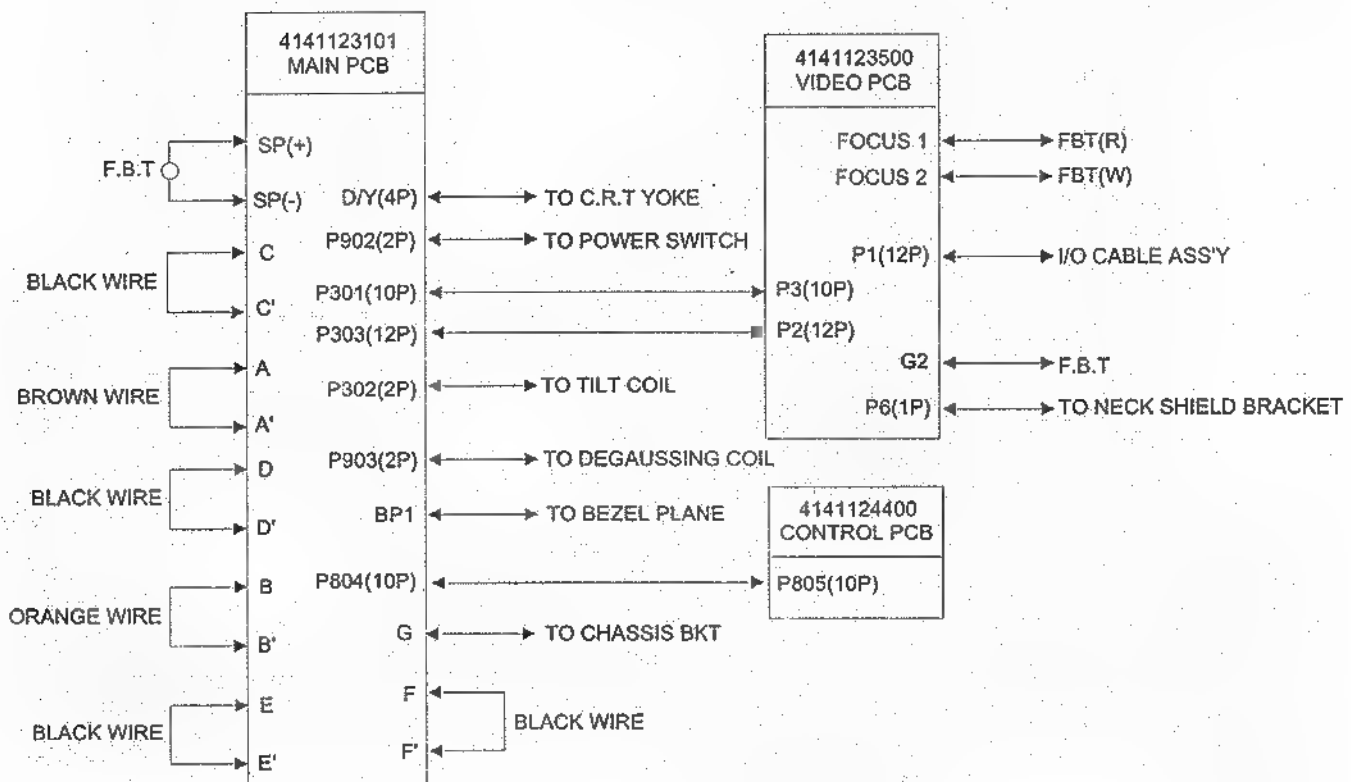 4141123101
MAIN PCB
SP(+)
F.B.T
SP(-)
D/Y(4P)
TO C.R.T YOKE
C
P902(2P)
TO POWER SWITCH
BLACK WIRE
P301(10P)
C'
P303(12P)
A
P302(2P)
TO TILT COIL
BROWN WIRE
A'
D
P903(2P)
TO DEGAUSSING COIL
BLACK WIRE
D'
BP1
TO BEZEL PLANE
B
P804(10P)
ORANGE WIRE
B'
G
TO CHASSIS BKT
E
F
BLACK WIRE
BLACK WIRE
E'
F'
4141123500
VIDEO PCB
FOCUS 1
FBT(R)
FOCUS 2
FBT(W)
P1(12P)
I/O CABLE ASS'Y
P3(10P)
P2(12P)
G2
F.B.T
P6(1P)
TO NECK SHIELD BRACKET
4141124400
CONTROL PCB
P805(10P)